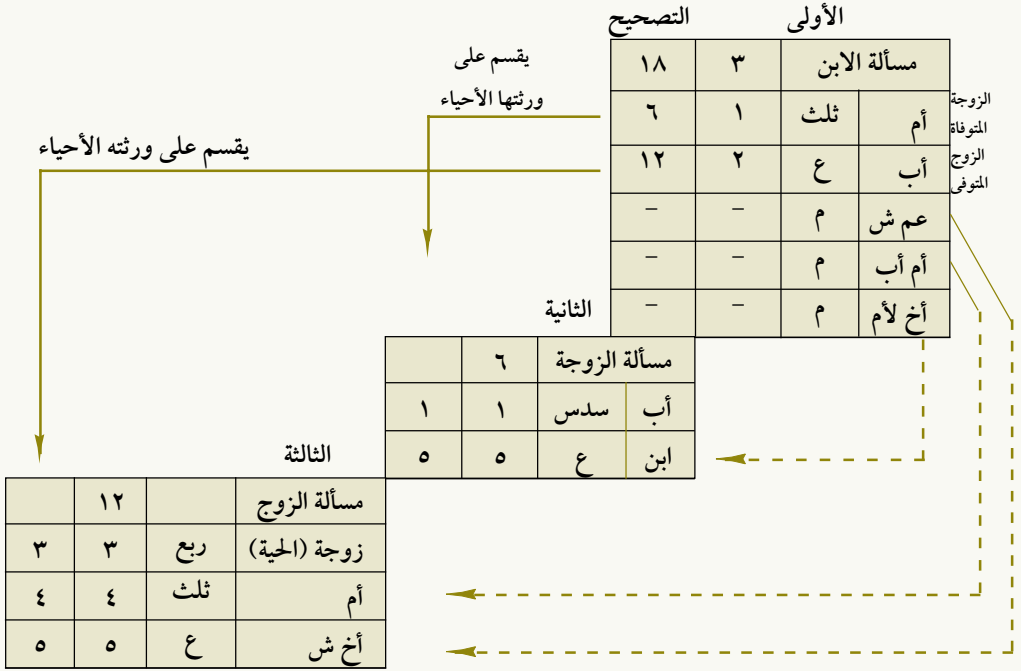 الأولى التصحيح
مسألة الابن ٣ ١٨
الزوجة المتوفاة أم ثلث ١ ٦
الزوج المتوفى أب ع ٢ ١٢
عم ش م – –
أم أب م – –
أخ لأم م – –
يقسم على
ورثتها الأحياء
يقسم على ورثته الأحياء
الثانية
مسألة الزوجة ٦
أب سدس ١ ١
ابن ع ٥ ٥
الثالثة
مسألة الزوج ١٢
زوجة (الحية) ربع ٣ ٣
أم ثلث ٤ ٤
أخ ش ع ٥ ٥